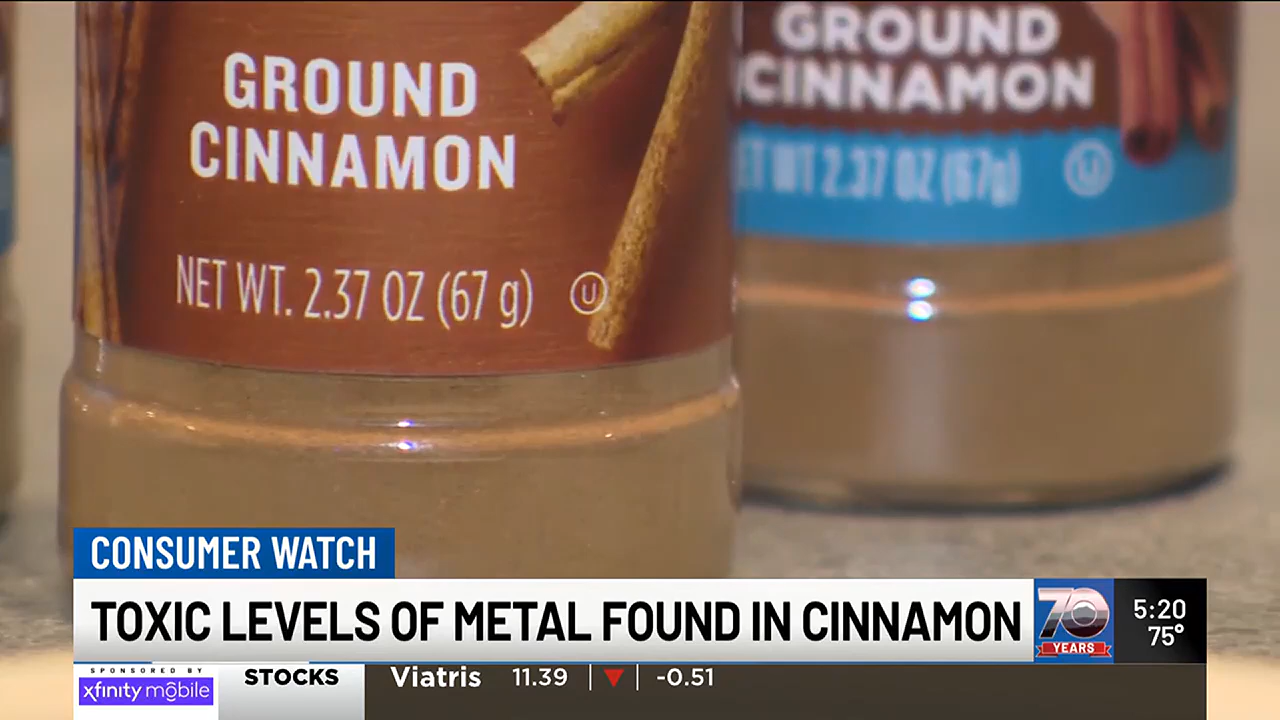 GROUND
CINNAMON
NET WT. 2.37 OZ (67 g) U
GROUND
CINNAMON
WT 2.37 OZ (67g) U
CONSUMER WATCH
TOXIC LEVELS OF METAL FOUND IN CINNAMON
70
YEARS
5:20
75°
SPONSORED BY
xfinity mobile
STOCKS
Viatris 11.39 -0.51